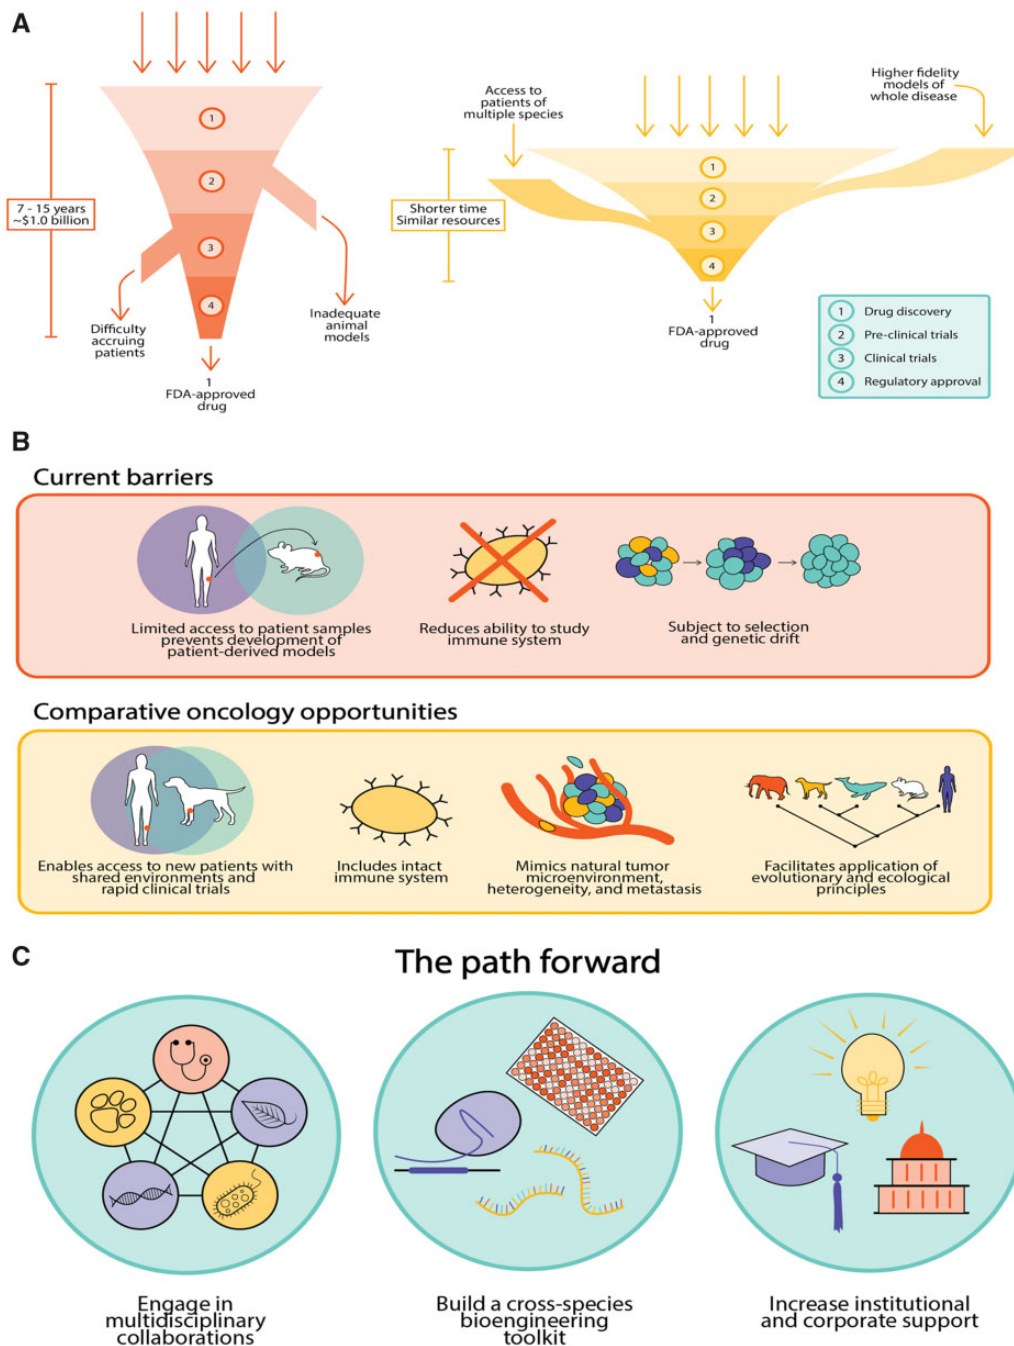 A
7 - 15 years
~$1.0 billion
1
2
3
4
Difficulty
accruing
patients
Inadequate
animal
models
1
FDA-approved
drug
Access to
patients of
multiple species
Higher fidelity
models of
whole disease
Shorter time
Similar resources
1
2
3
4
1
FDA-approved
drug
1 Drug discovery
2 Pre-clinical trials
3 Clinical trials
4 Regulatory approval
B
Current barriers
Limited access to patient samples
prevents development of
patient-derived models
Reduces ability to study
immune system
Subject to selection
and genetic drift
Comparative oncology opportunities
Enables access to new patients with
shared environments and
rapid clinical trials
Includes intact
immune system
Mimics natural tumor
microenvironment,
heterogeneity, and metastasis
Facilitates application of
evolutionary and ecological
principles
C
The path forward
Engage in
multidisciplinary
collaborations
Build a cross-species
bioengineering
toolkit
Increase institutional
and corporate support